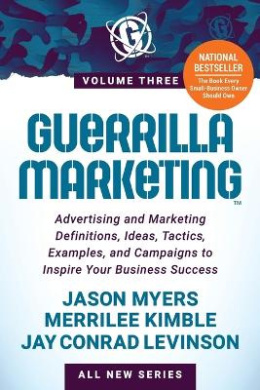 VOLUME THREE
NATIONAL
BESTSELLER
The Book Every
Small-Business Owner
Should Own
GUERRILLA
MARKETING™
Advertising and Marketing
Definitions, Ideas, Tactics,
Examples, and Campaigns to
Inspire Your Business Success
JASON MYERS
MERRILEE KIMBLE
JAY CONRAD LEVINSON
ALL NEW SERIES